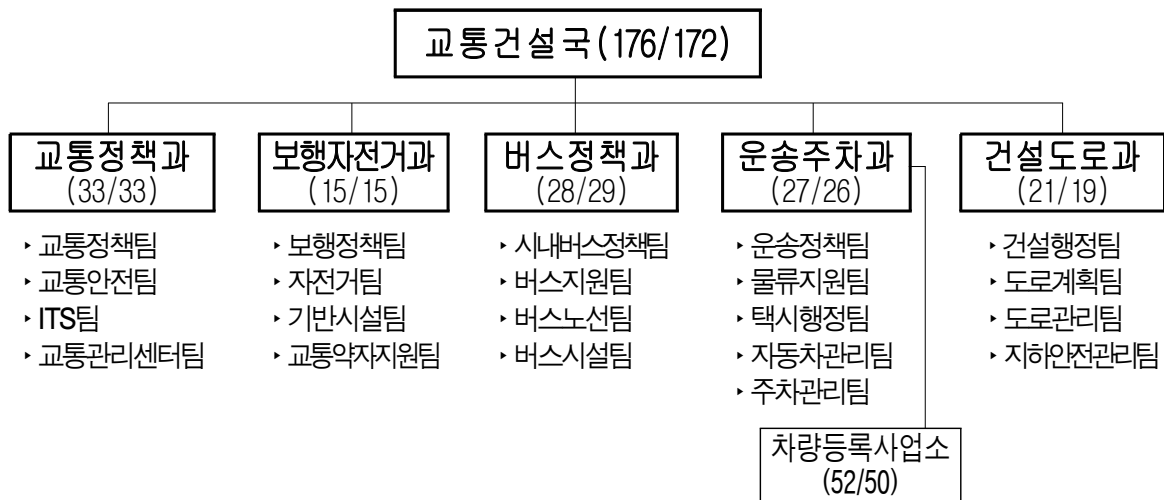 교통건설국(176/172)
교통정책과
(33/33)
‣ 교통정책팀
‣ 교통안전팀
‣ ITS팀
‣ 교통관리센터팀
보행자전거과
(15/15)
‣ 보행정책팀
‣ 자전거팀
‣ 기반시설팀
‣ 교통약자지원팀
버스정책과
(28/29)
‣ 시내버스정책팀
‣ 버스지원팀
‣ 버스노선팀
‣ 버스시설팀
운송주차과
(27/26)
‣ 운송정책팀
‣ 물류지원팀
‣ 택시행정팀
‣ 자동차관리팀
‣ 주차관리팀
차량등록사업소
(52/50)
건설도로과
(21/19)
‣ 건설행정팀
‣ 도로계획팀
‣ 도로관리팀
‣ 지하안전관리팀